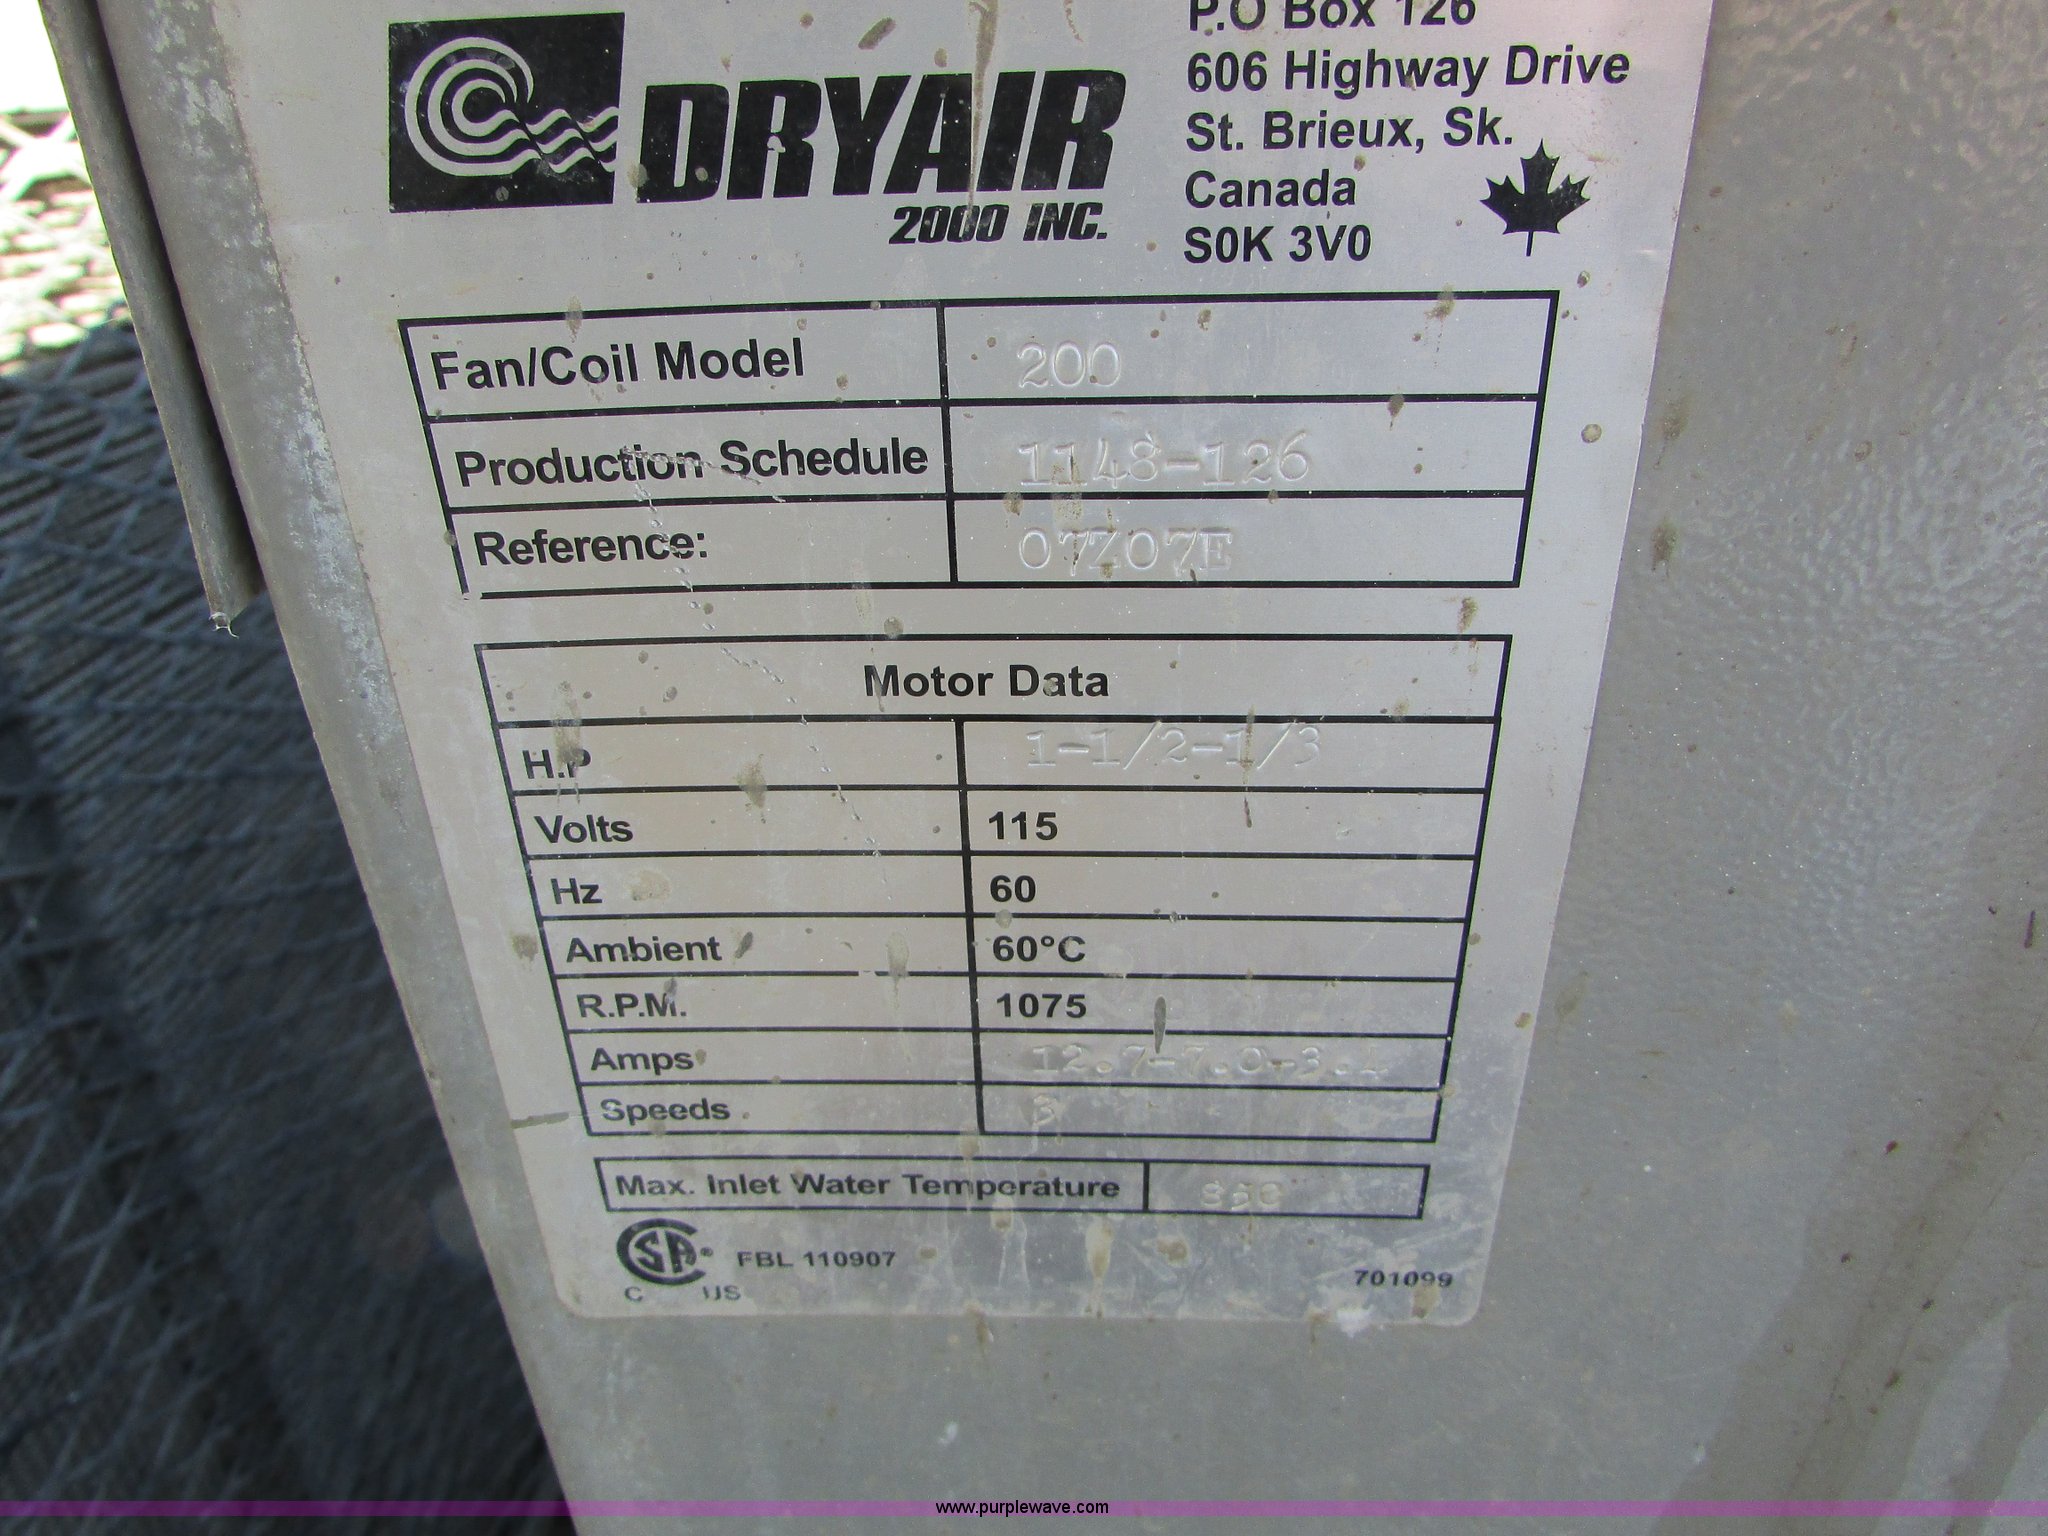 DRYAIR
2000 INC.
P.O Box 126
606 Highway Drive
St. Brieux, Sk.
Canada
S0K 3V0
Fan/Coil Model 200
Production Schedule 1148-126
Reference: 07Z07E
Motor Data
H.P 1-1/2-1/3
Volts 115
Hz 60
Ambient 60°C
R.P.M. 1075
Amps
Speeds 3
Max. Inlet Water Temperature
CSA® FBL 110907
C US
701099
www.purplewave.com